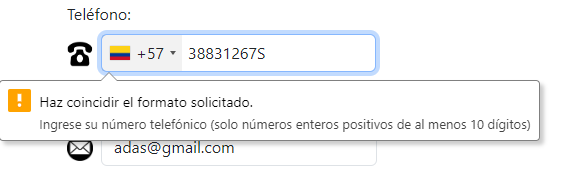 Teléfono:
+57 38831267S
Haz coincidir el formato solicitado.
Ingrese su número telefónico (solo números enteros positivos de al menos 10 dígitos)
adas@gmail.com